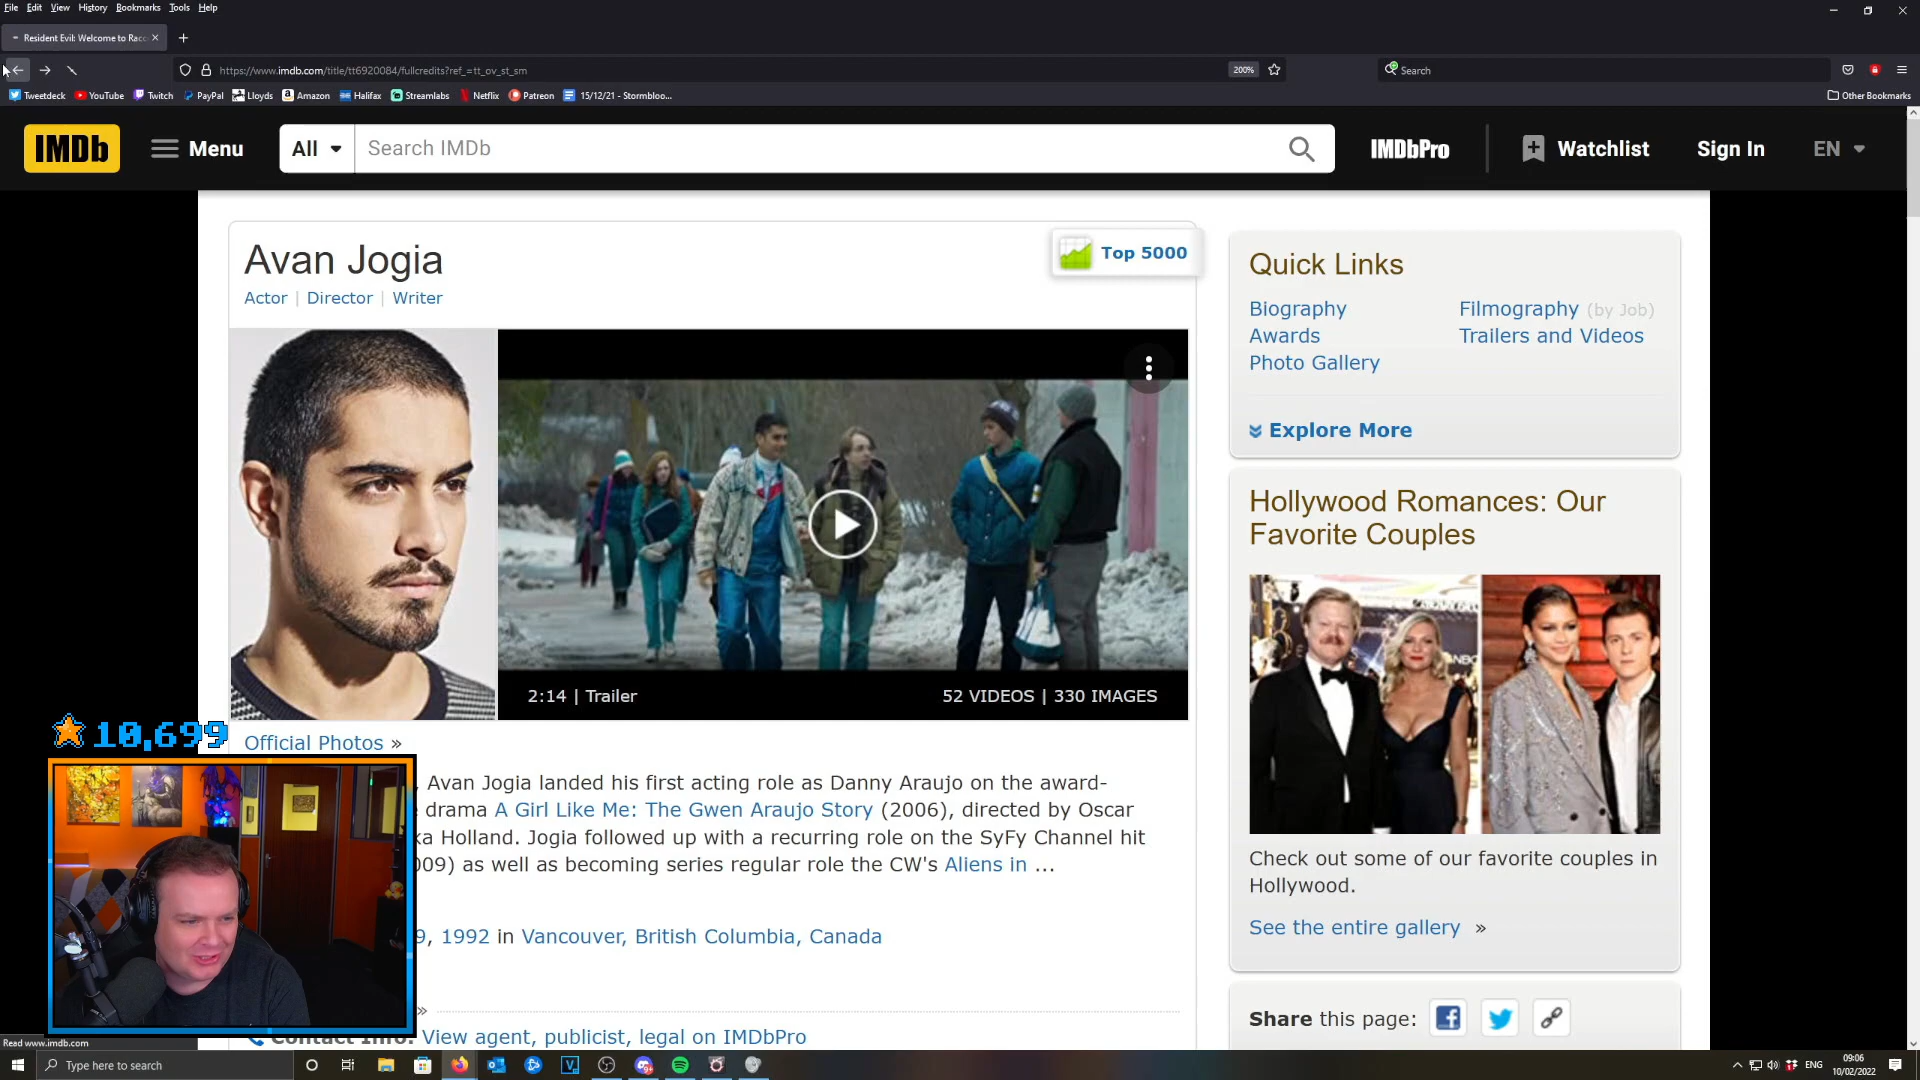 File Edit View History Bookmarks Tools Help
Resident Evil: Welcome to Racc
https://www.imdb.com/title/tt6920084/fullcredits?ref_=tt_ov_st_sm
200%
Search
Tweetdeck YouTube Twitch PayPal Lloyds Amazon Halifax Streamlabs Netflix Patreon 15/12/21 - Stormbloo...
Other Bookmarks
IMDb
Menu
All
Search IMDb
IMDbPro
Watchlist
Sign In
EN
Avan Jogia
Actor | Director | Writer
Top 5000
2:14 | Trailer
52 VIDEOS | 330 IMAGES
Official Photos »
, Avan Jogia landed his first acting role as Danny Araujo on the award-
drama A Girl Like Me: The Gwen Araujo Story (2006), directed by Oscar
ka Holland. Jogia followed up with a recurring role on the SyFy Channel hit
009) as well as becoming series regular role the CW's Aliens in ...
9, 1992 in Vancouver, British Columbia, Canada
»
Contact Info: View agent, publicist, legal on IMDbPro
Quick Links
Biography
Awards
Photo Gallery
Filmography (by Job)
Trailers and Videos
Explore More
Hollywood Romances: Our
Favorite Couples
Check out some of our favorite couples in
Hollywood.
See the entire gallery »
Share this page:
10,699
Read www.imdb.com
Type here to search
ENG
09:06
10/02/2022